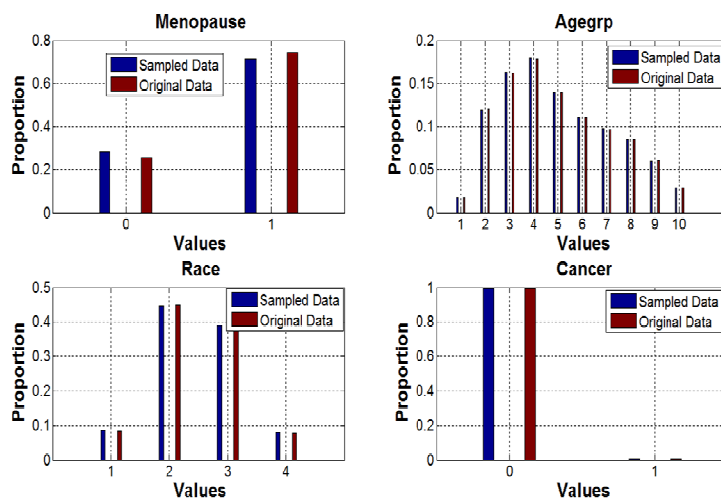 Menopause
0.8
0.6
0.4
0.2
0
Proportion
Sampled Data
Original Data
0 1
Values
Agegrp
0.2
0.15
0.1
0.05
0
Proportion
Sampled Data
Original Data
1 2 3 4 5 6 7 8 9 10
Values
Race
0.5
0.4
0.3
0.2
0.1
0
Proportion
Sampled Data
Original Data
1 2 3 4
Values
Cancer
1
0.8
0.6
0.4
0.2
0
Proportion
Sampled Data
Original Data
0 1
Values